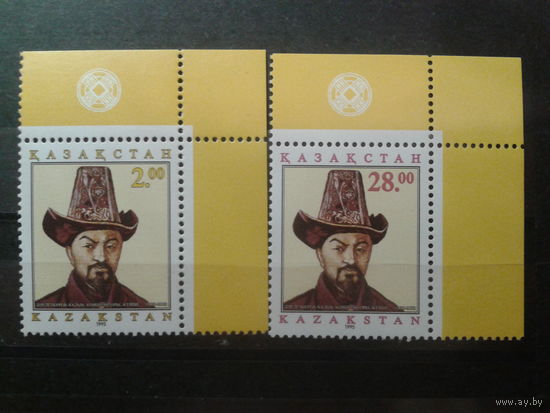 ҚАЗАҚСТАН
2.00
1995
KAZAKSTAN
ҚАЗАҚСТАН
28.00
1995
KAZAKSTAN
© www.ay.by